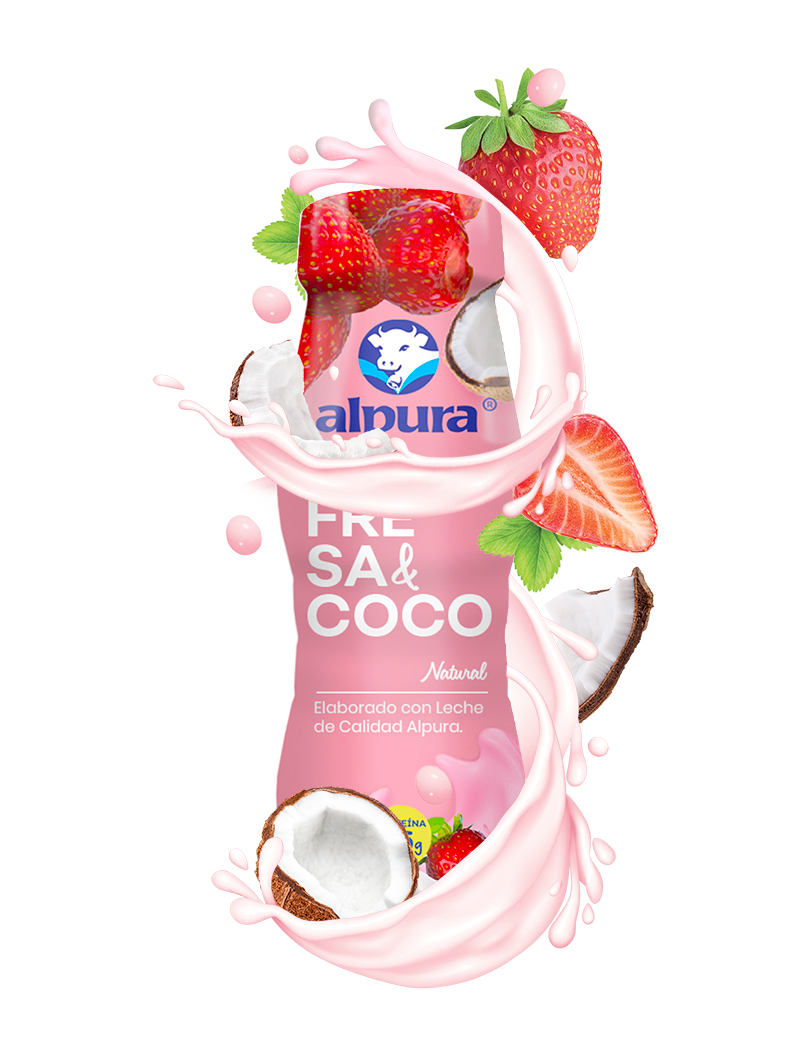 alpura®
FRE
SA&
COCO
Natural
Elaborado con Leche
de Calidad Alpura.